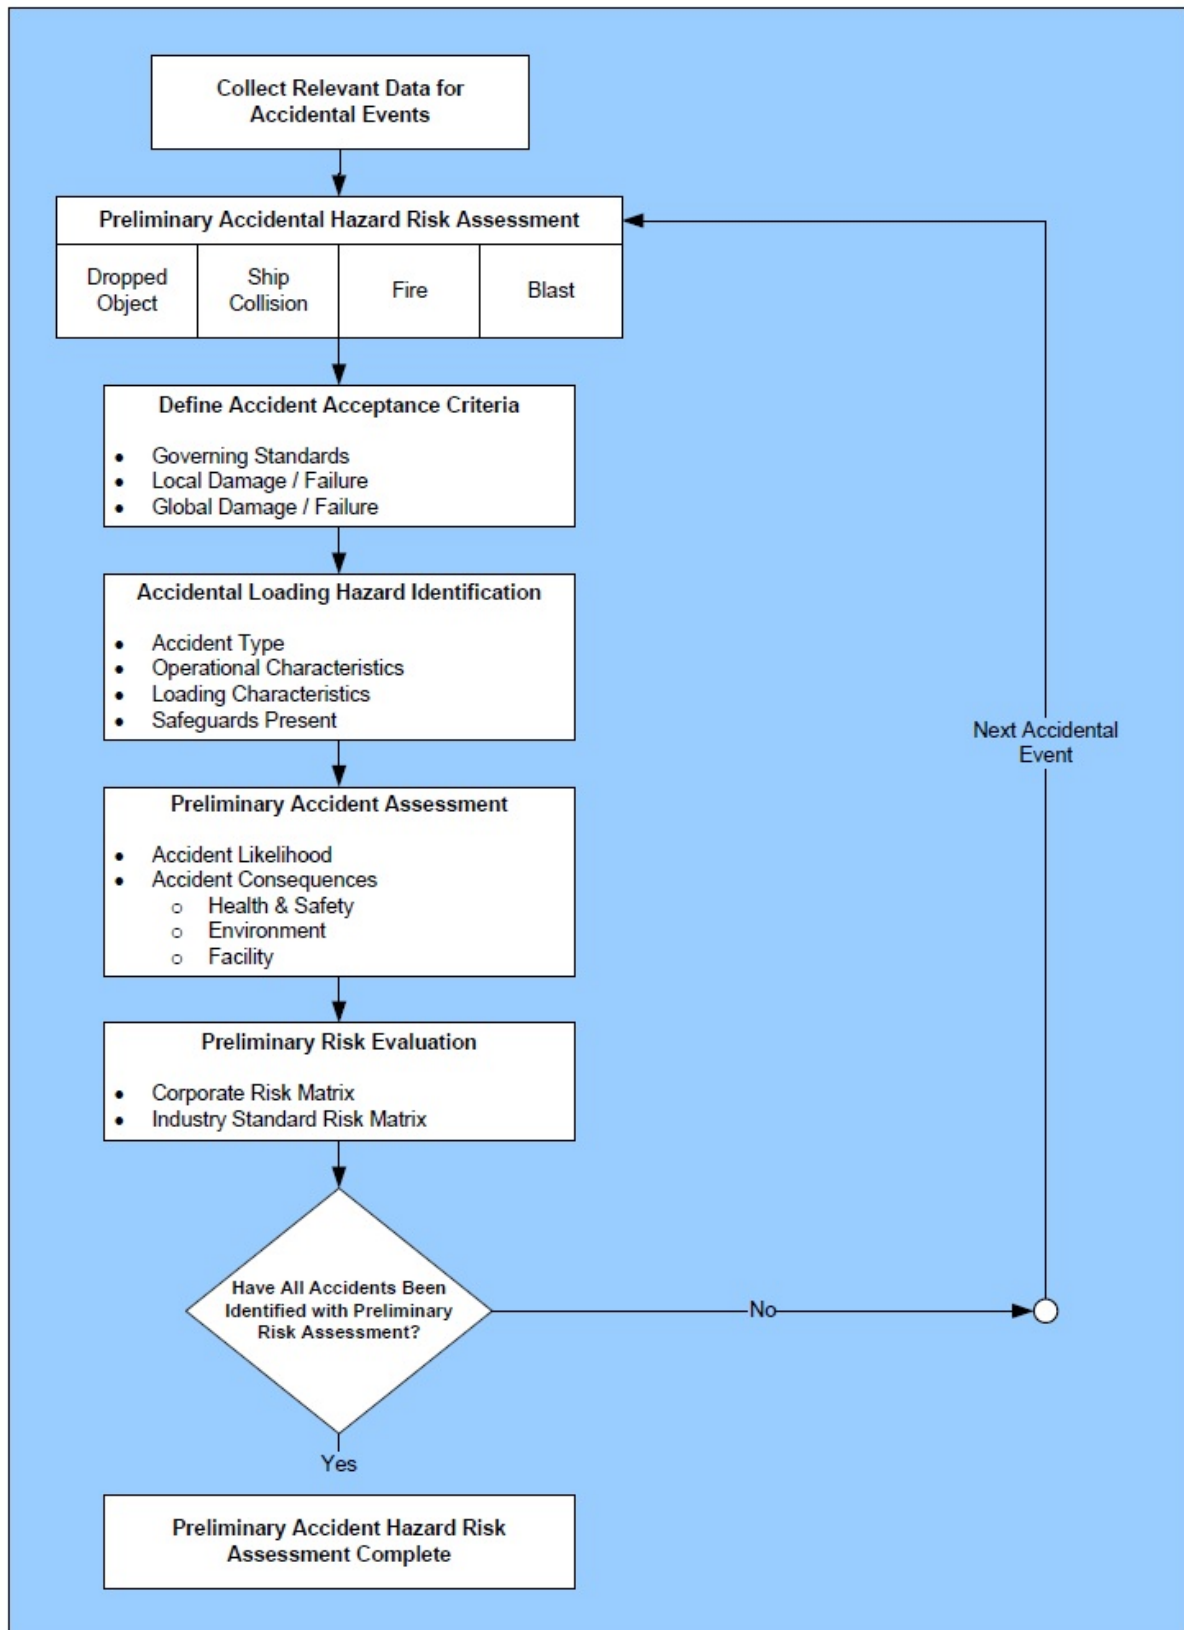 Collect Relevant Data for
Accidental Events
Preliminary Accidental Hazard Risk Assessment
Dropped
Object
Ship
Collision
Fire
Blast
Define Accident Acceptance Criteria
• Governing Standards
• Local Damage / Failure
• Global Damage / Failure
Accidental Loading Hazard Identification
• Accident Type
• Operational Characteristics
• Loading Characteristics
• Safeguards Present
Next Accidental
Event
Preliminary Accident Assessment
• Accident Likelihood
• Accident Consequences
o Health & Safety
o Environment
o Facility
Preliminary Risk Evaluation
• Corporate Risk Matrix
• Industry Standard Risk Matrix
Have All Accidents Been
Identified with Preliminary
Risk Assessment?
No
Yes
Preliminary Accident Hazard Risk
Assessment Complete